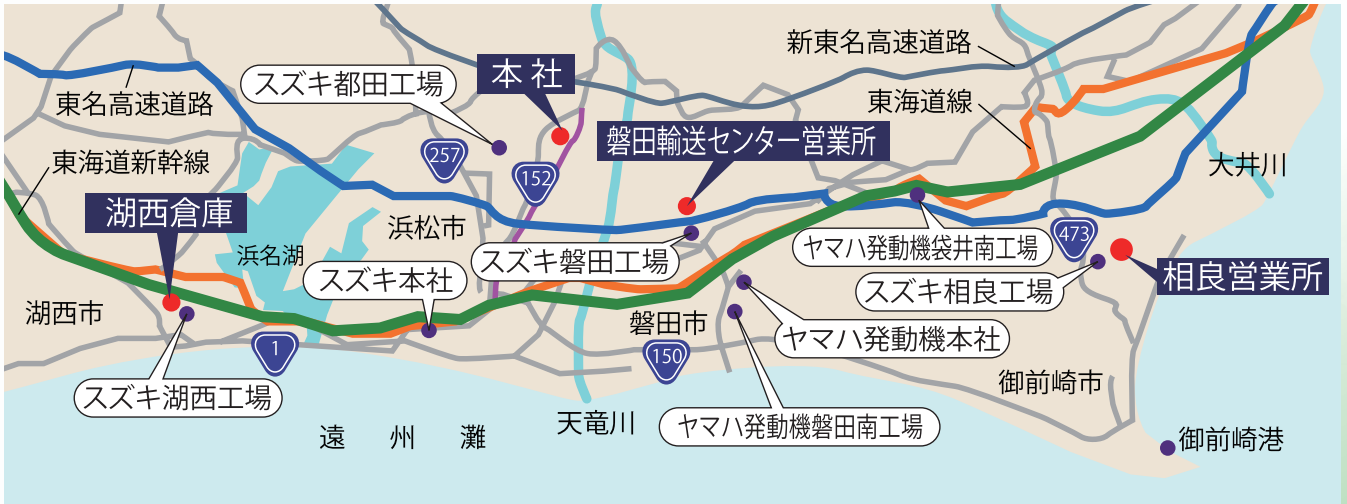 新東名高速道路
本社
スズキ都田工場
東名高速道路
東海道線
磐田輸送センター営業所
257
東海道新幹線
152
大井川
湖西倉庫
浜松市
473
ヤマハ発動機袋井南工場
浜名湖
スズキ磐田工場
相良営業所
スズキ本社
スズキ相良工場
湖西市
磐田市
ヤマハ発動機本社
1
150
御前崎市
スズキ湖西工場
天竜川
ヤマハ発動機磐田南工場
遠州灘
御前崎港